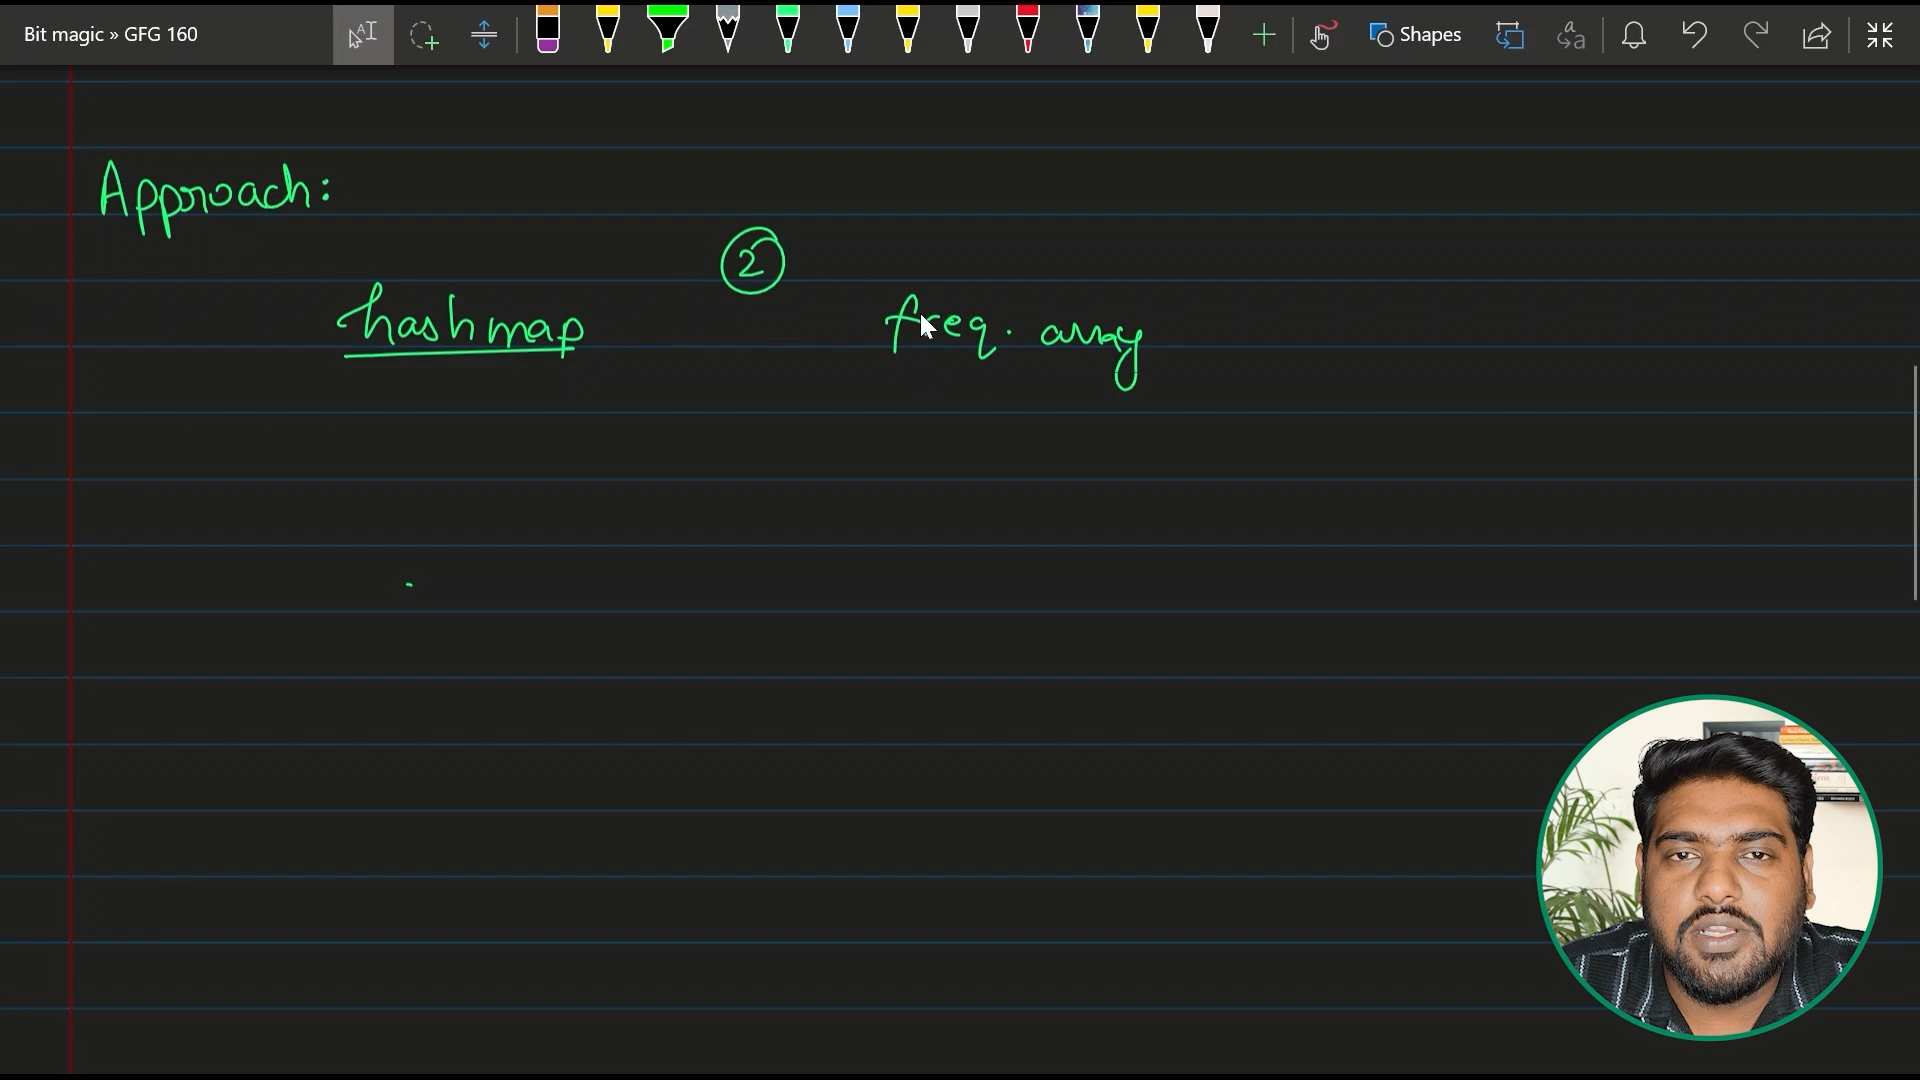 Bit magic » GFG 160
Shapes
Approach:
2
hashmap freq. array